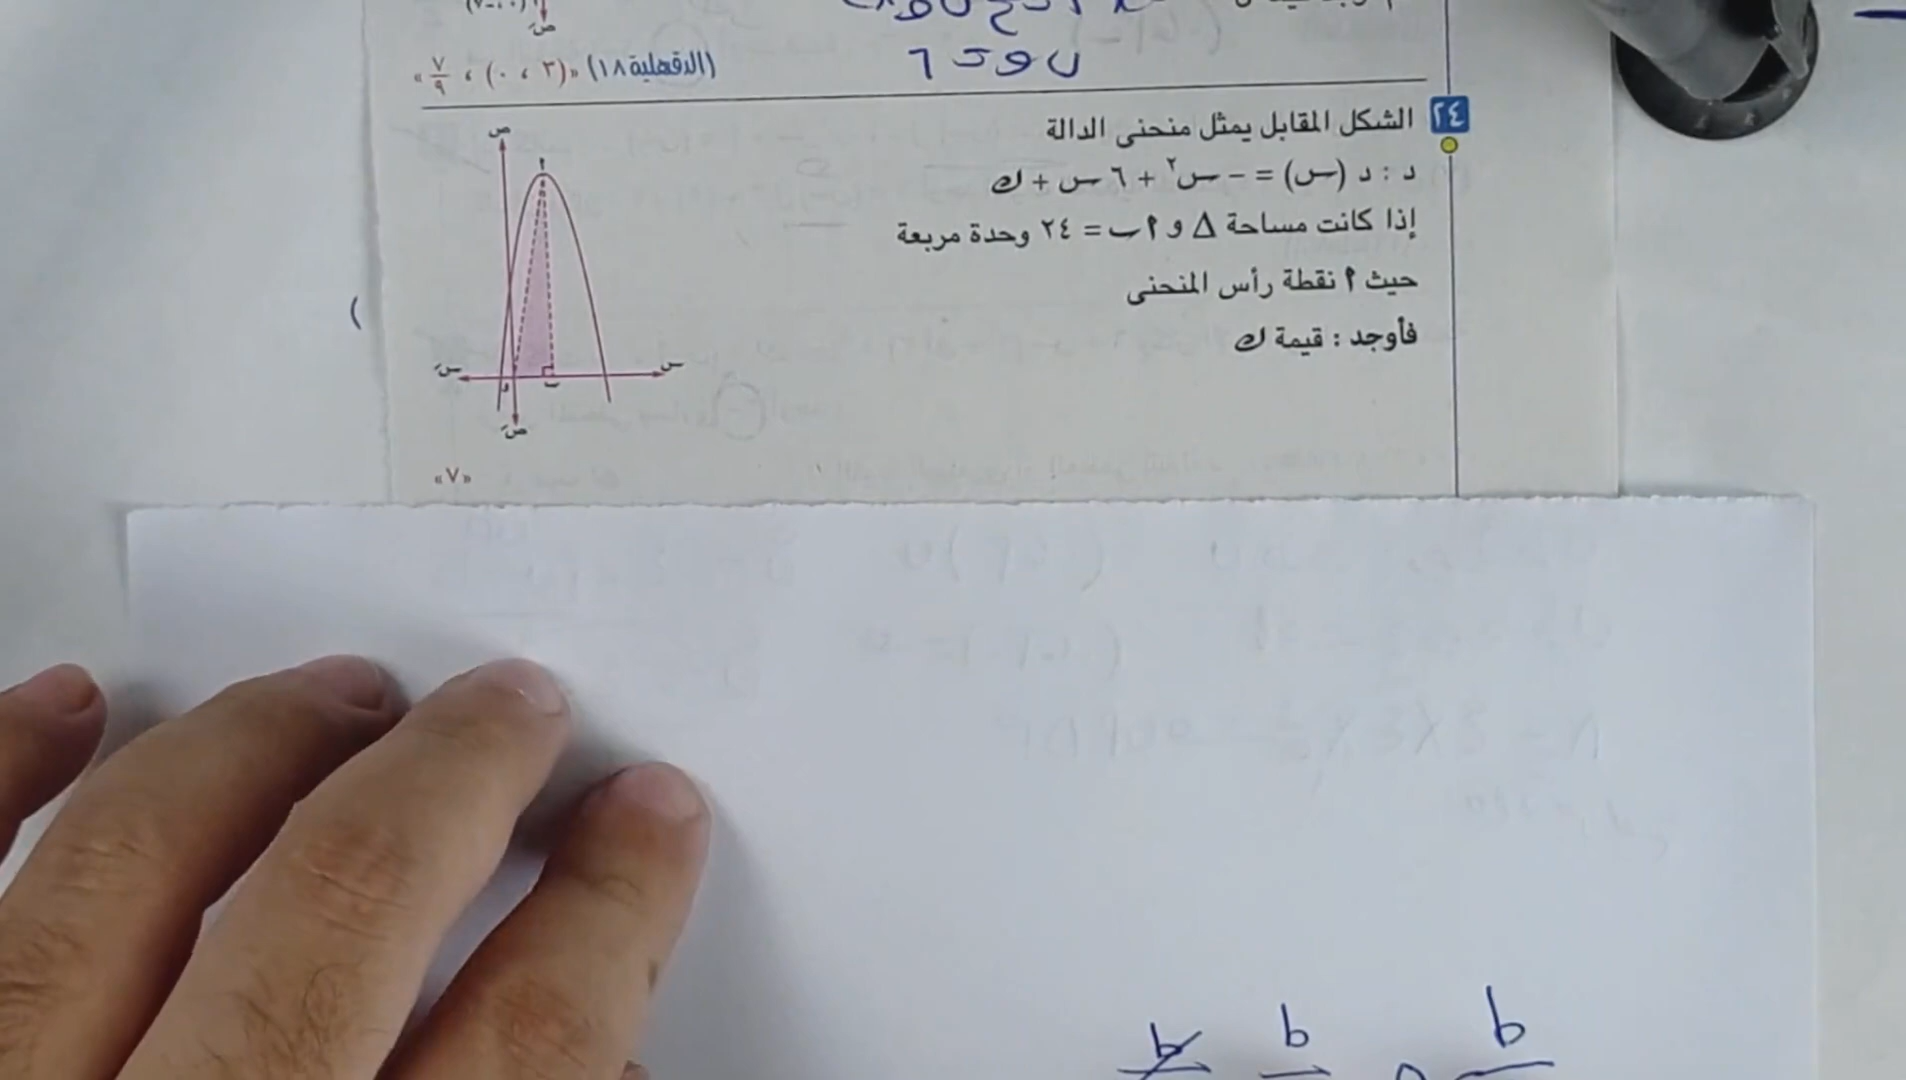 ن و ح ٦
(الدقهلية ١٨) «(٣ ، ٠) ، ٧/٩»
٢٤
الشكل المقابل يمثل منحنى الدالة
د : د (س) = - س٢ + ٦ س + ك
إذا كانت مساحة Δ و أ ب = ٢٤ وحدة مربعة
حيث أ نقطة رأس المنحنى
فأوجد : قيمة ك
ص
أ
سَ
و
ب
س
صَ
«٧»
b b b